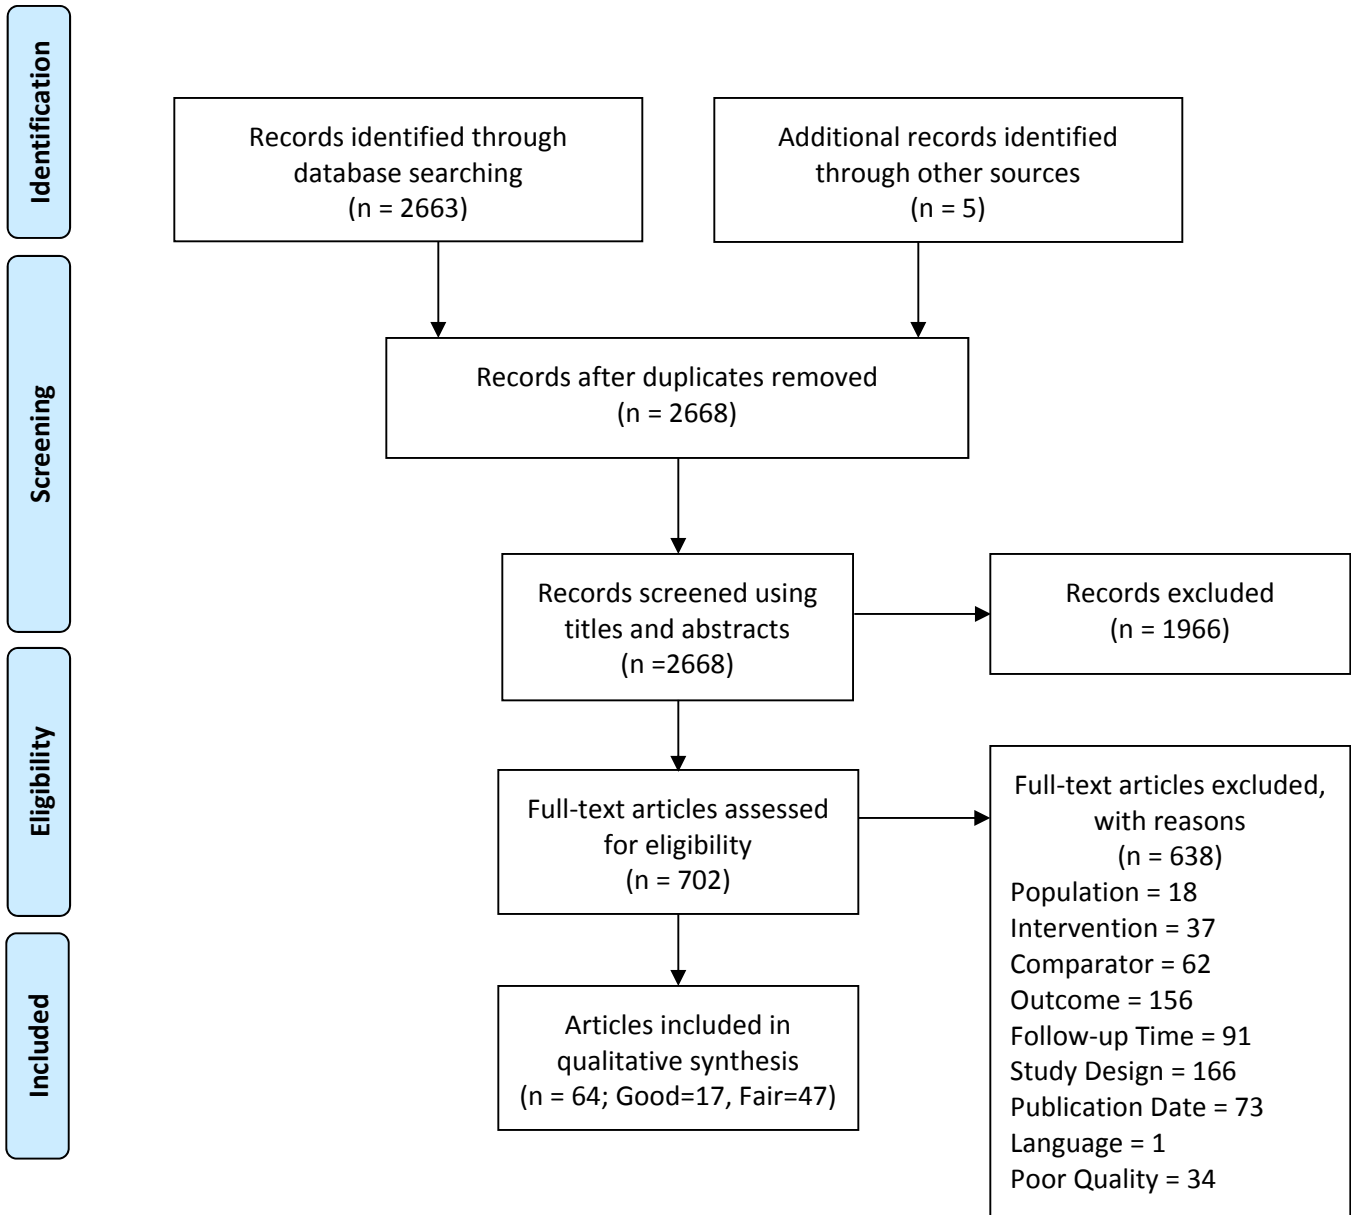 Identification
Records identified through
database searching
(n = 2663)
Additional records identified
through other sources
(n = 5)
Screening
Records after duplicates removed
(n = 2668)
Records screened using
titles and abstracts
(n =2668)
Records excluded
(n = 1966)
Eligibility
Full-text articles assessed
for eligibility
(n = 702)
Full-text articles excluded,
with reasons
(n = 638)
Population = 18
Intervention = 37
Comparator = 62
Outcome = 156
Follow-up Time = 91
Study Design = 166
Publication Date = 73
Language = 1
Poor Quality = 34
Included
Articles included in
qualitative synthesis
(n = 64; Good=17, Fair=47)